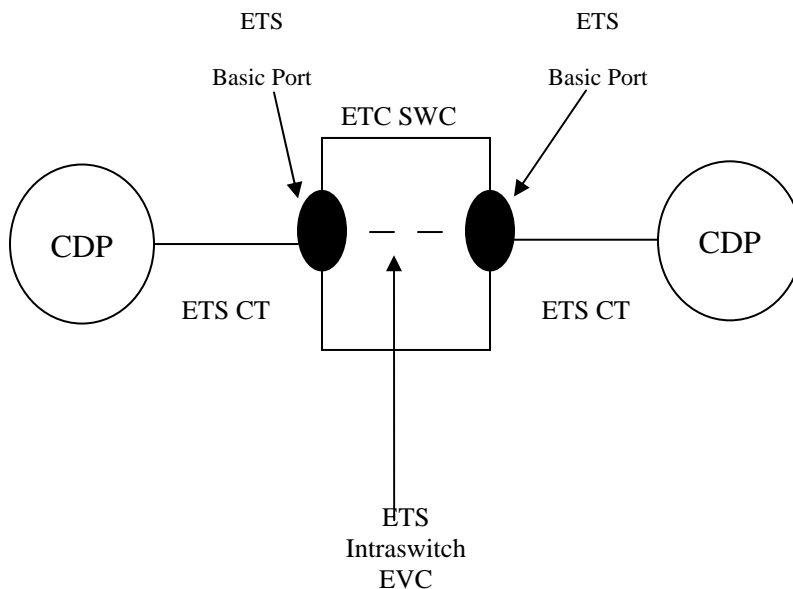 ETS
ETS
Basic Port
Basic Port
ETC SWC
CDP
CDP
ETS CT
ETS CT
ETS
Intraswitch
EVC